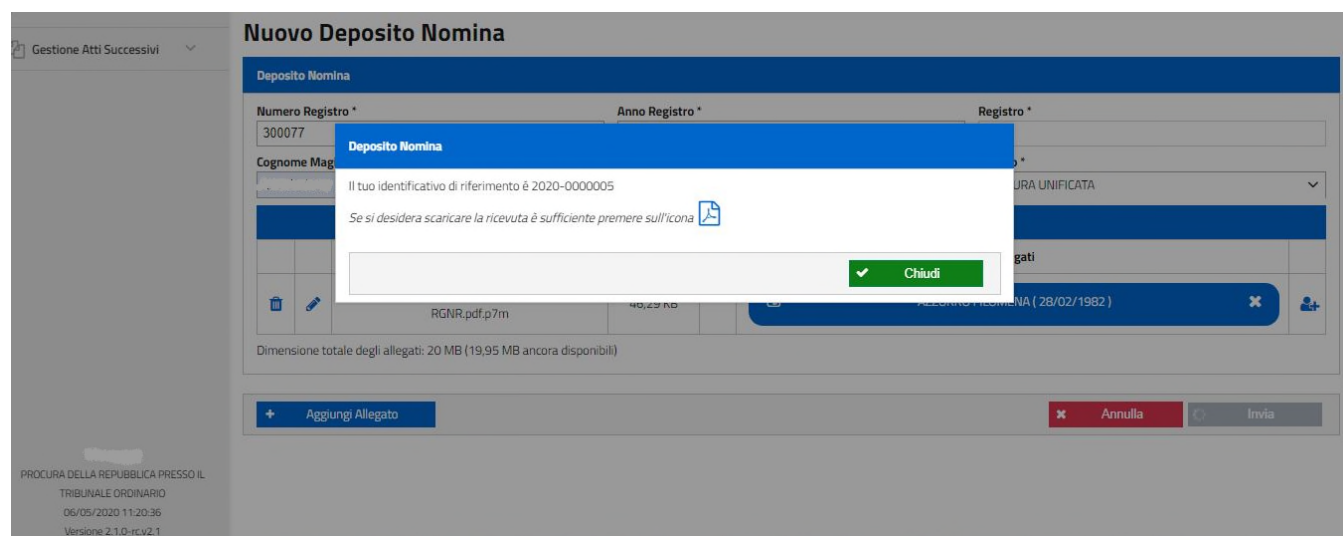 Nuovo Deposito Nomina
Gestione Atti Successivi
Deposito Nomina
Numero Registro *
Anno Registro *
Registro *
300077
Deposito Nomina
Cognome Mag
Il tuo identificativo di riferimento è 2020-0000005
URA UNIFICATA
Se si desidera scaricare la ricevuta è sufficiente premere sull'icona
Chiudi
gati
46,29 KB
NA ( 28/02/1982 )
RGNR.pdf.p7m
Dimensione totale degli allegati: 20 MB (19,95 MB ancora disponibili)
Aggiungi Allegato
Annulla
Invia
PROCURA DELLA REPUBBLICA PRESSO IL
TRIBUNALE ORDINARIO
06/05/2020 11:20:36
Versione 2.1.0-rc.v2.1